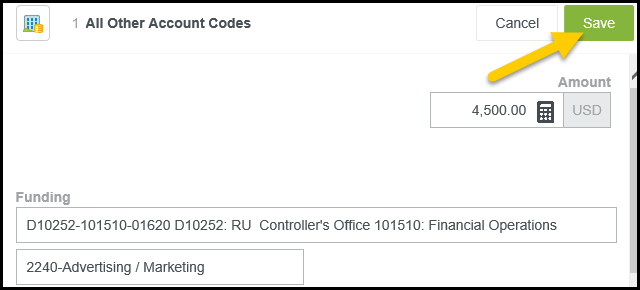 1 All Other Account Codes
Cancel
Save
Amount
4,500.00 USD
Funding
D10252-101510-01620 D10252: RU  Controller's Office 101510: Financial Operations
2240-Advertising / Marketing